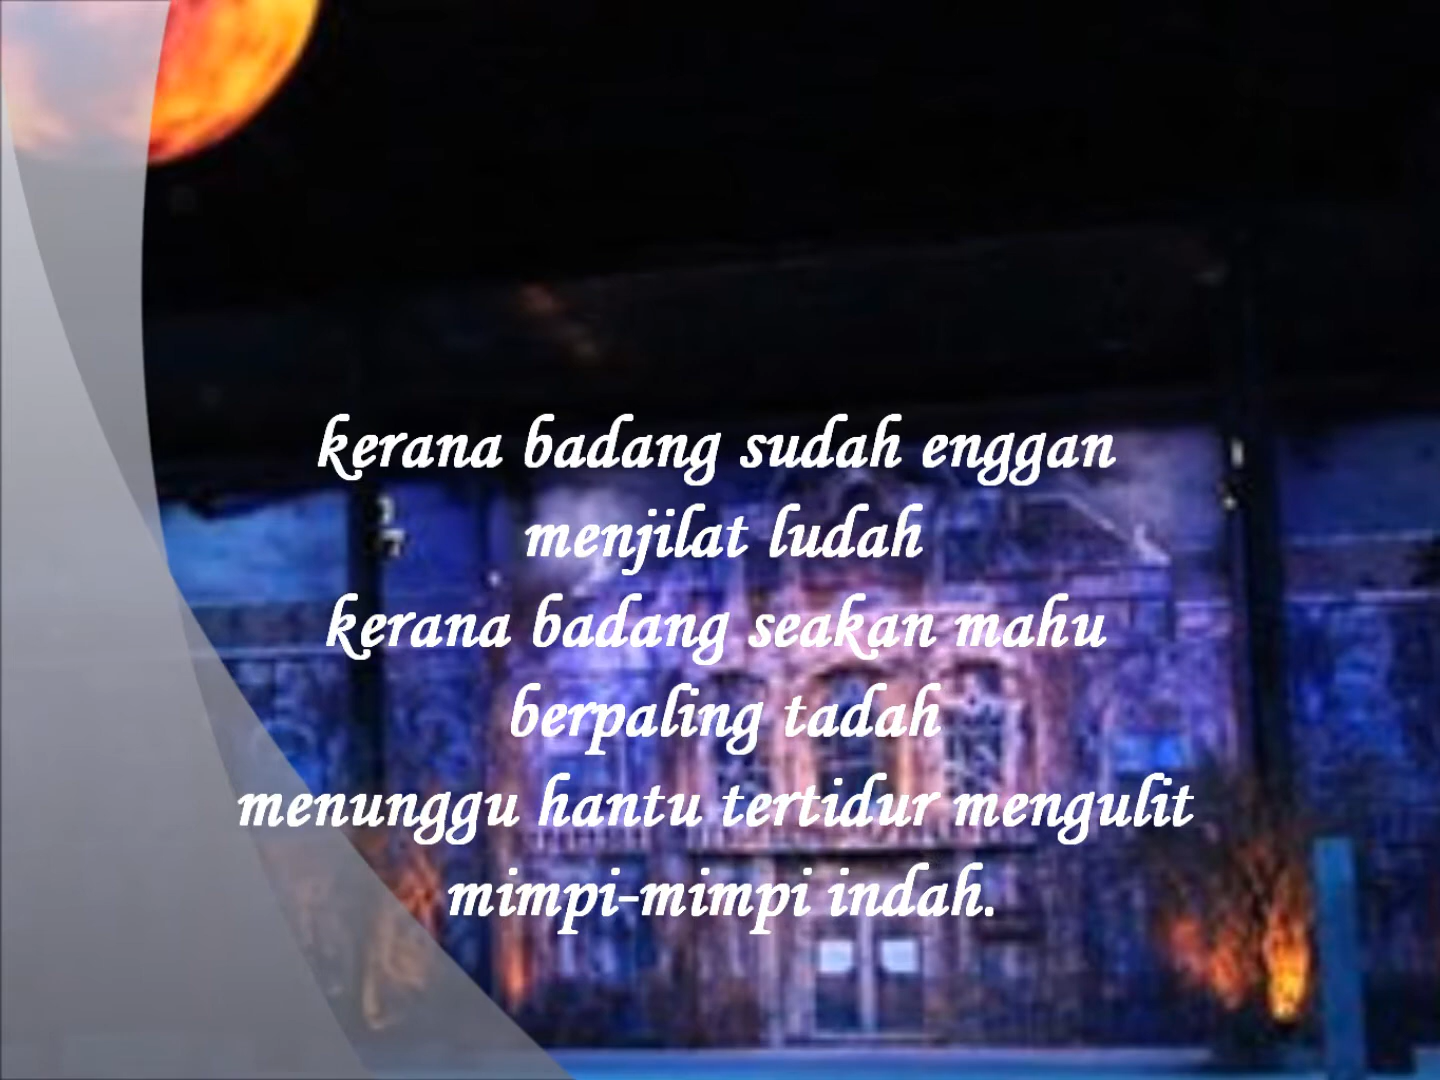 kerana badang sudah enggan
menjilat ludah
kerana badang seakan mahu
berpaling tadah
menunggu hantu tertidur mengulit
mimpi-mimpi indah.